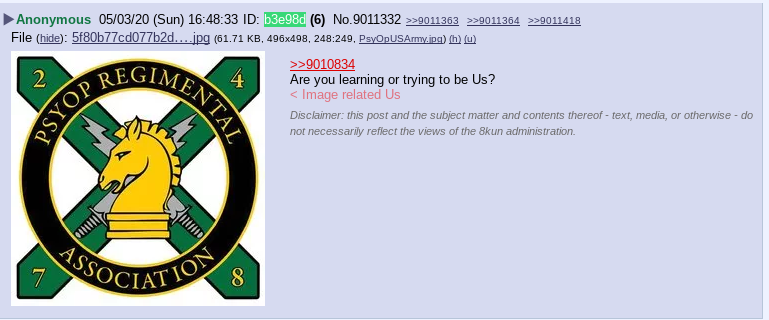 Anonymous 05/03/20 (Sun) 16:48:33 ID: b3e98d (6) No.9011332 >>9011363 >>9011364 >>9011418
File (hide): 5f80b77cd077b2d….jpg (61.71 KB, 496x498, 248:249, PsyOpUSArmy.jpg) (h) (u)
2 4
PSYOP REGIMENTAL
ASSOCIATION
7 8
>>9010834
Are you learning or trying to be Us?
< Image related Us
Disclaimer: this post and the subject matter and contents thereof - text, media, or otherwise - do
not necessarily reflect the views of the 8kun administration.